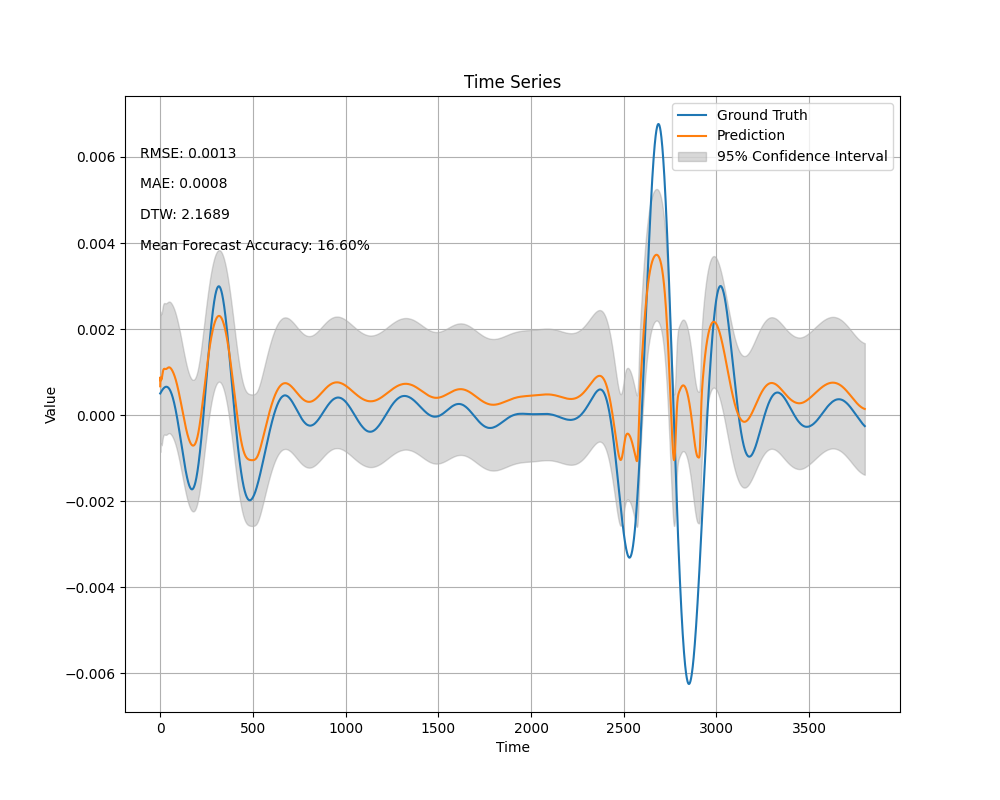 Time Series
Ground Truth
Prediction
95% Confidence Interval
RMSE: 0.0013
MAE: 0.0008
DTW: 2.1689
Mean Forecast Accuracy: 16.60%
Value
0.006
0.004
0.002
0.000
−0.002
−0.004
−0.006
0 500 1000 1500 2000 2500 3000 3500
Time